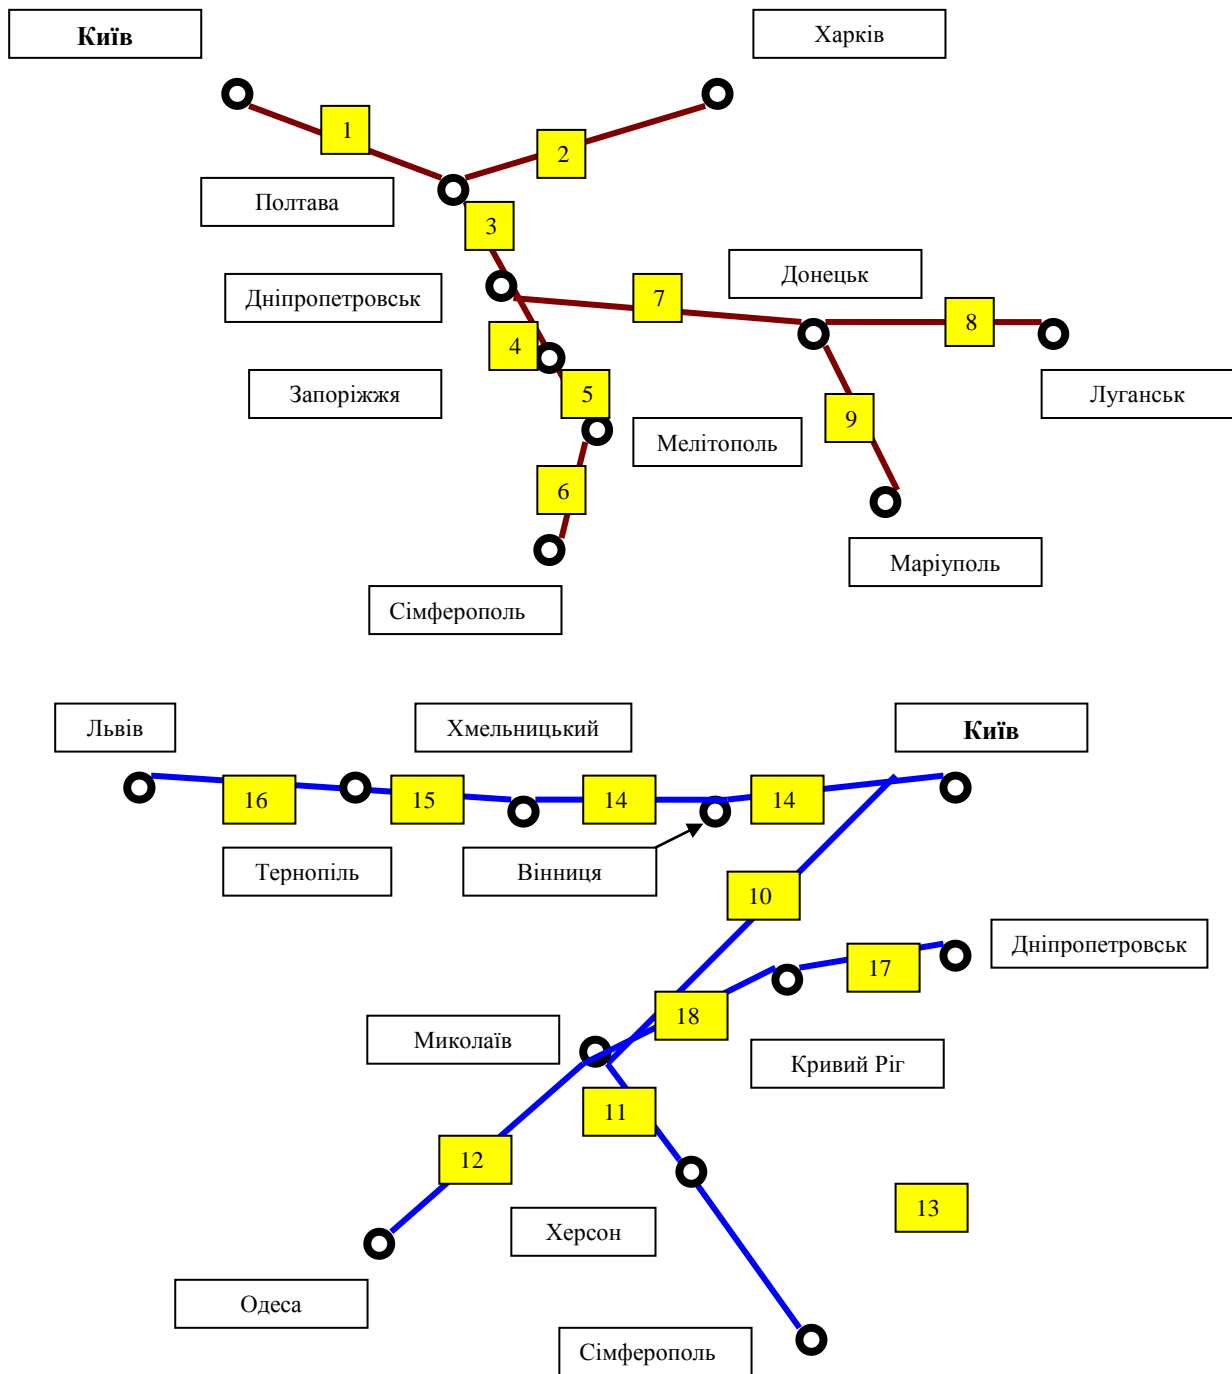 Київ
Харків
1
2
Полтава
3
Дніпропетровськ
7
Донецьк
8
4
Запоріжжя
5
9
Луганськ
Мелітополь
6
Маріуполь
Сімферополь
Львів
Хмельницький
Київ
16
15
14
14
Тернопіль
Вінниця
10
Дніпропетровськ
17
18
Миколаїв
Кривий Ріг
11
12
13
Херсон
Одеса
Сімферополь